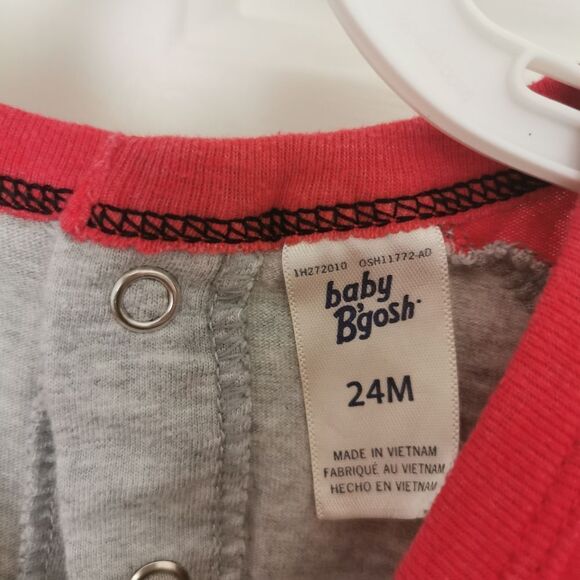 1H272010 OSH11772-AD
baby
B'gosh
24M
MADE IN VIETNAM
FABRIQUÉ AU VIETNAM
HECHO EN VIETNAM